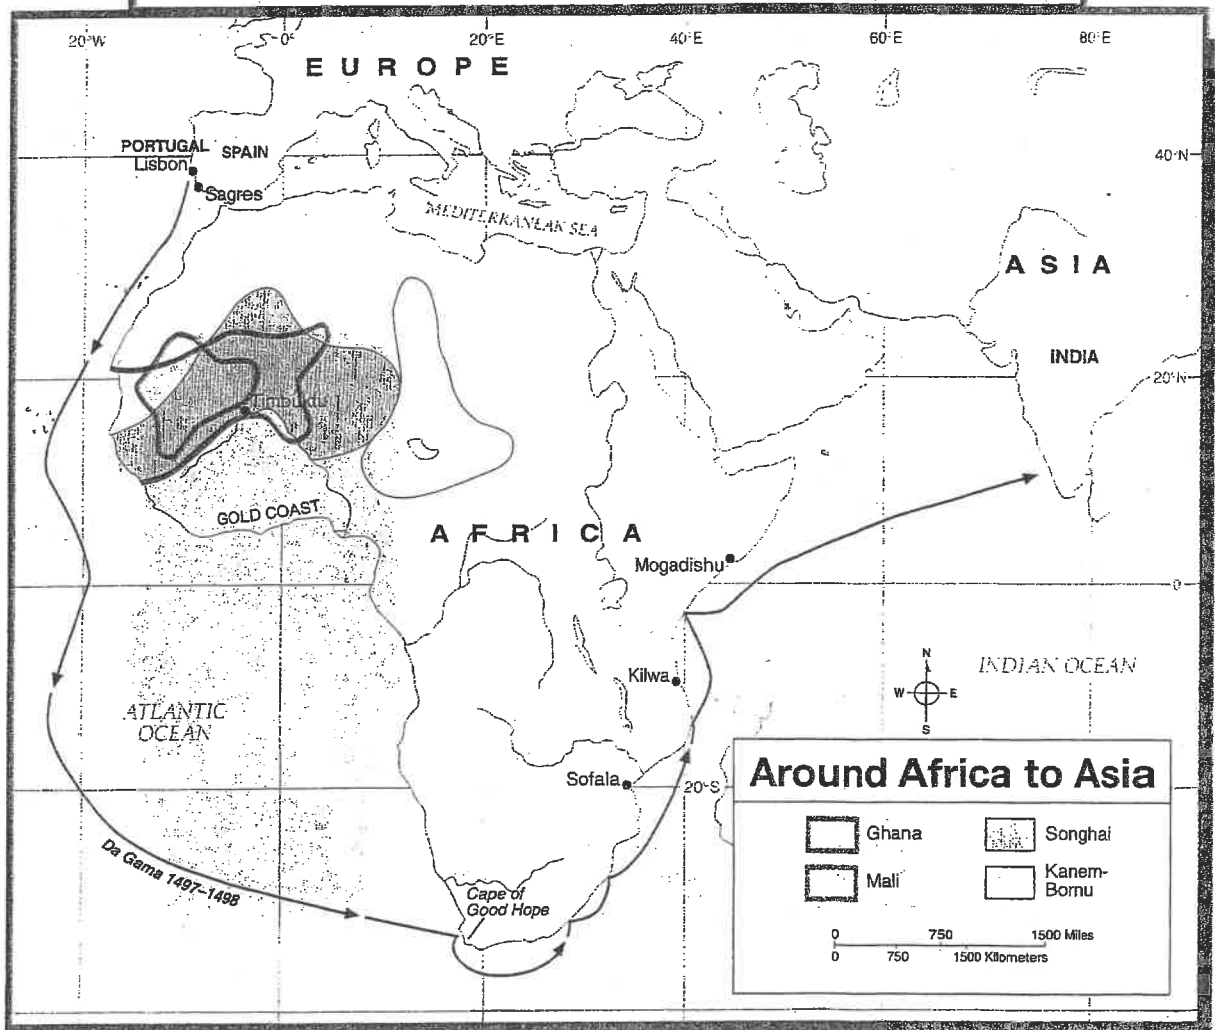 20°W
0°
20°E
40°E
60°E
80°E
EUROPE
PORTUGAL
SPAIN
Lisbon
Sagres
40°N
MEDITERRANEAN SEA
ASIA
INDIA
20°N
Timbuktu
GOLD COAST
AFRICA
Mogadishu
0
Kilwa
N
W
E
S
INDIAN OCEAN
ATLANTIC
OCEAN
Sofala
20°S
Da Gama 1497–1498
Cape of
Good Hope
Around Africa to Asia
Ghana
Songhai
Mali
Kanem-
Bornu
0 750 1500 Miles
0 750 1500 Kilometers